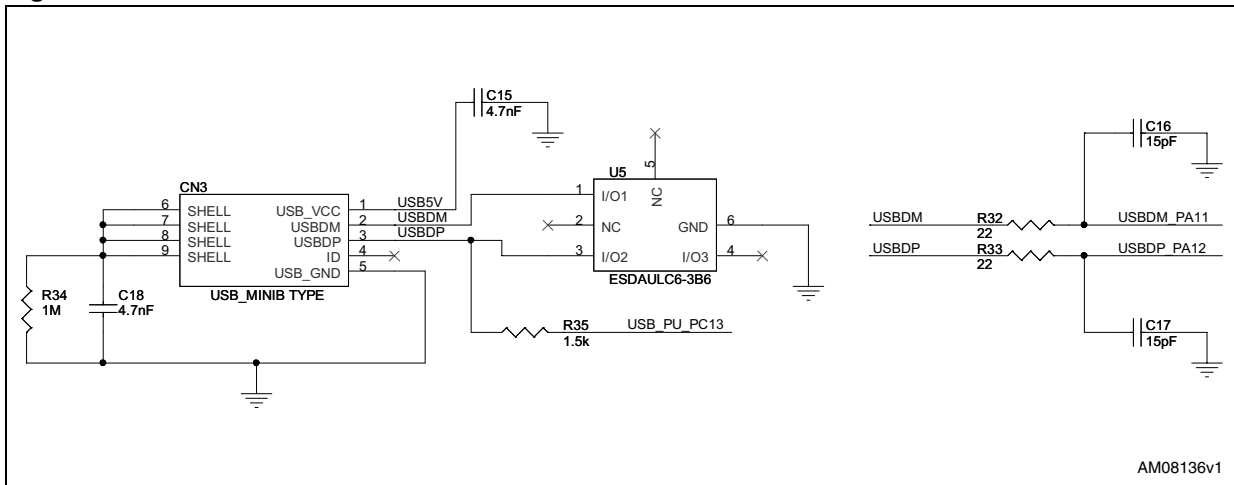 C15
4.7nF
C16
15pF
CN3
U5
5
NC
6 SHELL USB_VCC 1 USB5V
7 SHELL USBDM 2 USBDM
8 SHELL USBDP 3 USBDP
9 SHELL ID 4
USB_GND 5
USB_MINIB TYPE
1 I/O1
2 NC GND 6
3 I/O2 I/O3 4
ESDAULC6-3B6
USBDM R32 USBDM_PA11
22
USBDP R33 USBDP_PA12
22
R34
1M
C18
4.7nF
R35 USB_PU_PC13
1.5k
C17
15pF
AM08136v1